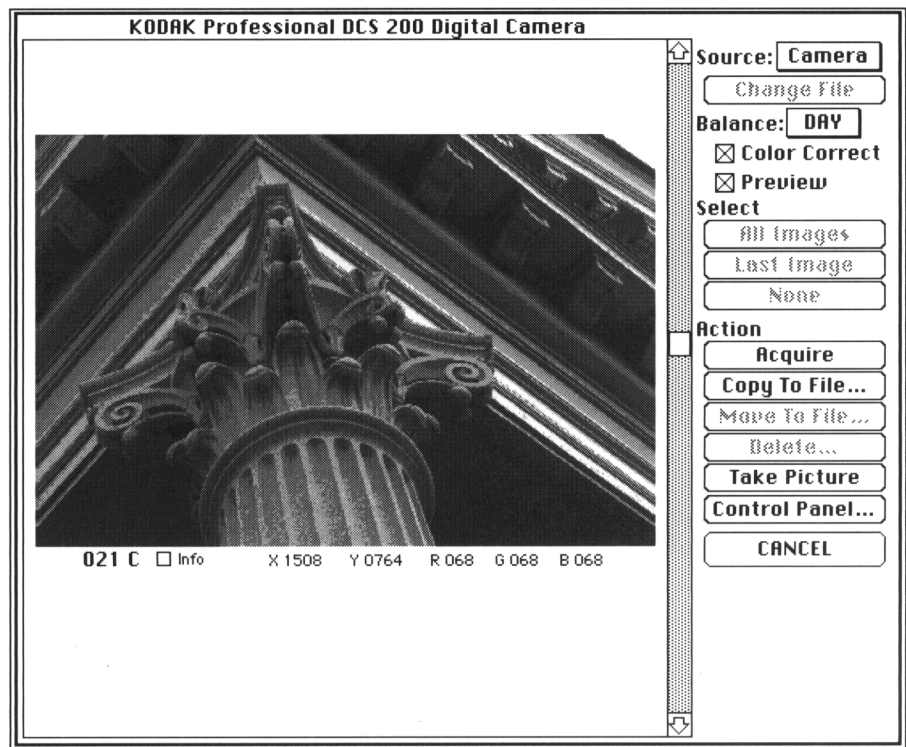 KODAK Professional DCS 200 Digital Camera
Source: Camera
Change File
Balance: DAY
Color Correct
Preview
Select
All Images
Last Image
None
Action
Acquire
Copy To File...
Move To File...
Delete...
Take Picture
Control Panel...
CANCEL
021 C Info X 1508 Y 0764 R 068 G 068 B 068